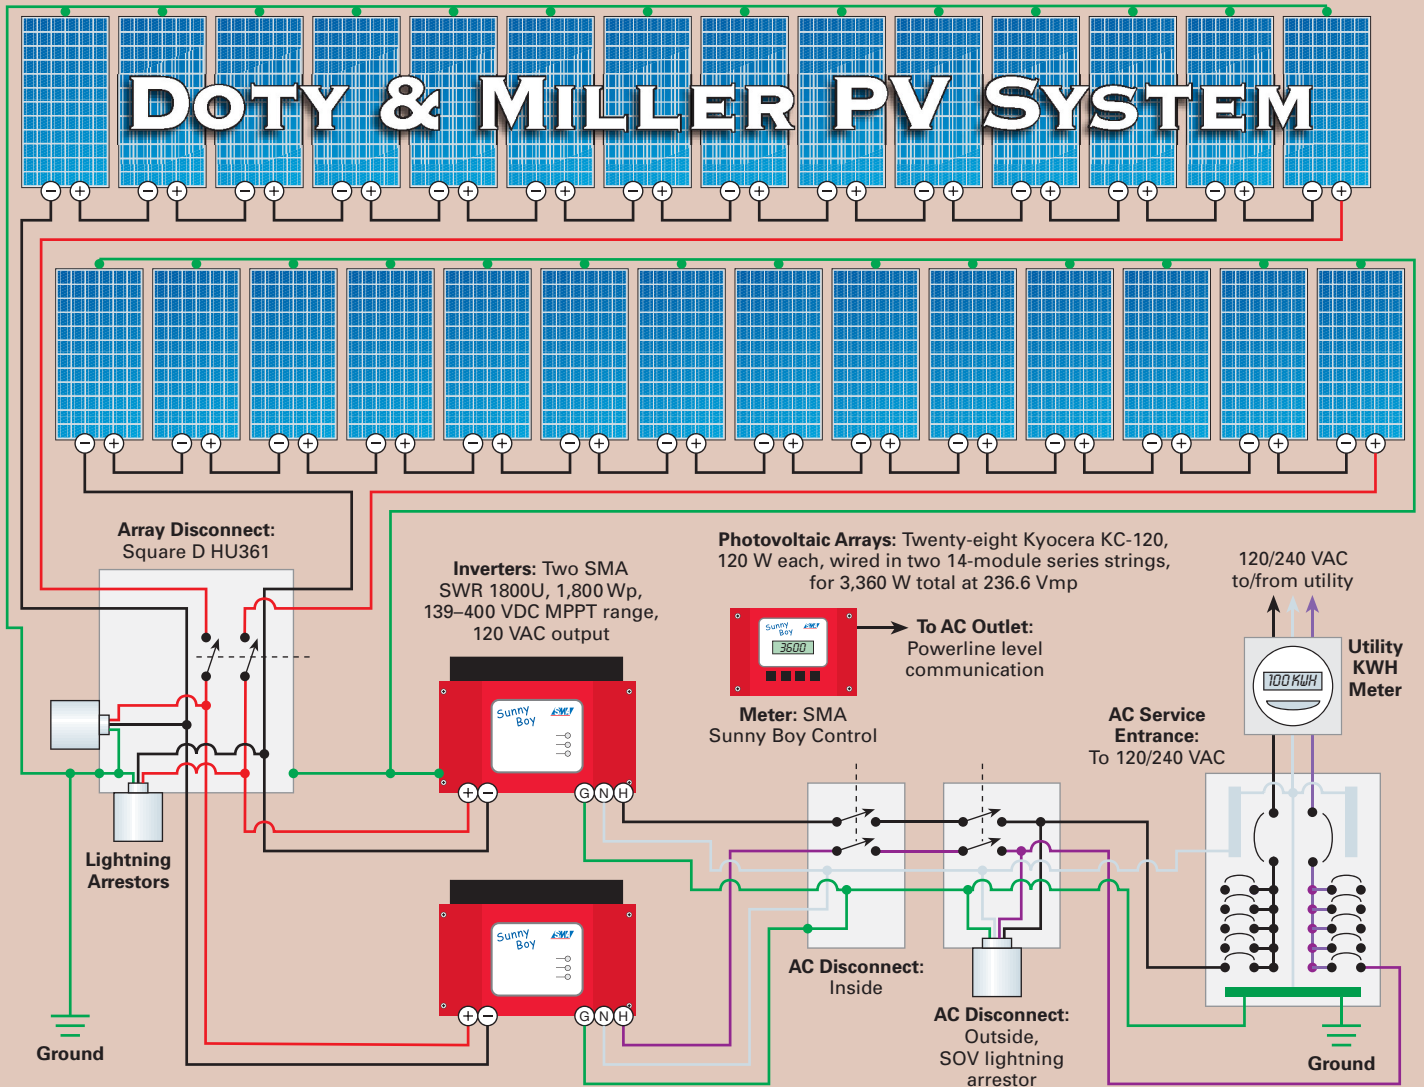 DOTY & MILLER PV SYSTEM
Array Disconnect:
Square D HU361
Inverters: Two SMA
SWR 1800U, 1,800 Wp,
139–400 VDC MPPT range,
120 VAC output
Photovoltaic Arrays: Twenty-eight Kyocera KC-120,
120 W each, wired in two 14-module series strings,
for 3,360 W total at 236.6 Vmp
120/240 VAC
to/from utility
Sunny
Boy
SMA
3600
To AC Outlet:
Powerline level
communication
Meter: SMA
Sunny Boy Control
Utility
KWH
Meter
100 KWH
AC Service
Entrance:
To 120/240 VAC
Sunny
Boy
SMA
+ − G N H
Lightning
Arrestors
Sunny
Boy
SMA
+ − G N H
AC Disconnect:
Inside
AC Disconnect:
Outside,
SOV lightning
arrestor
Ground
Ground